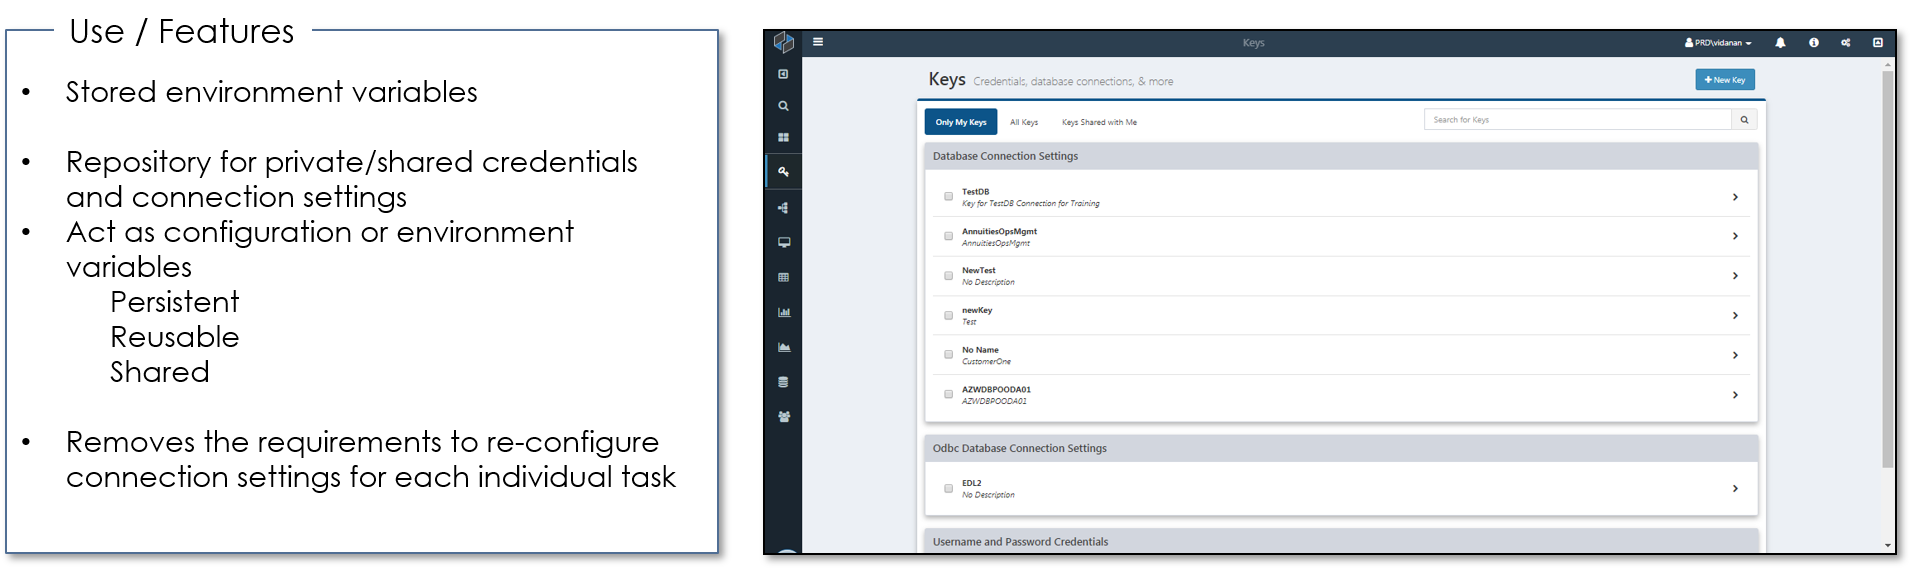 Use / Features
• Stored environment variables
• Repository for private/shared credentials
and connection settings
• Act as configuration or environment
variables
Persistent
Reusable
Shared
• Removes the requirements to re-configure
connection settings for each individual task
Keys
PRD\vidanan
Keys Credentials, database connections, & more
+ New Key
Only My Keys All Keys Keys Shared with Me Search for Keys
Database Connection Settings
TestDB
Key for TestDB Connection for Training
AnnuitiesOpsMgmt
AnnuitiesOpsMgmt
NewTest
No Description
newKey
Test
No Name
CustomerOne
AZWDBPOODA01
AZWDBPOODA01
Odbc Database Connection Settings
EDL2
No Description
Username and Password Credentials